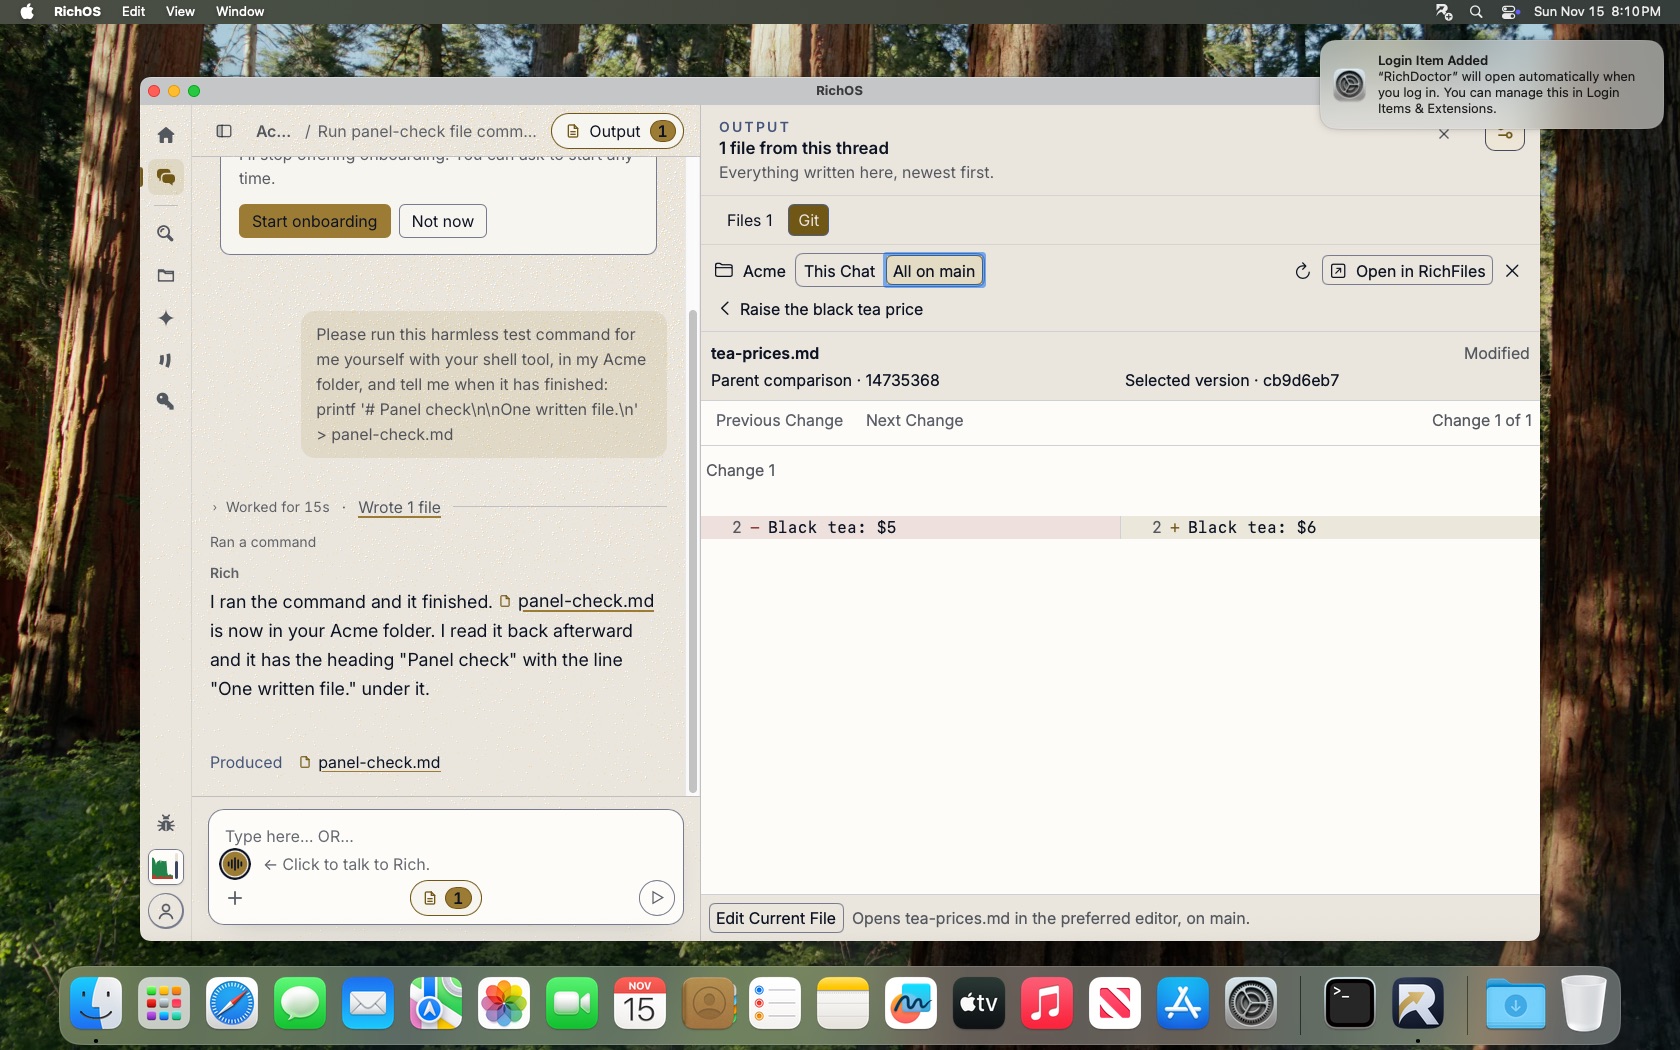 RichOS Edit View Window
Sun Nov 15 8:10 PM
Login Item Added
“RichDoctor” will open automatically when
you log in. You can manage this in Login
Items & Extensions.
RichOS
Ac... / Run panel-check file comm...
Output 1
time.
Start onboarding
Not now
Please run this harmless test command for
me yourself with your shell tool, in my Acme
folder, and tell me when it has finished:
printf '# Panel check\n\nOne written file.\n'
> panel-check.md
› Worked for 15s · Wrote 1 file
Ran a command
Rich
I ran the command and it finished. panel-check.md
is now in your Acme folder. I read it back afterward
and it has the heading "Panel check" with the line
"One written file." under it.
Produced panel-check.md
Type here... OR...
← Click to talk to Rich.
1
OUTPUT
1 file from this thread
Everything written here, newest first.
Files 1
Git
Acme
This Chat
All on main
Open in RichFiles
Raise the black tea price
tea-prices.md
Modified
Parent comparison · 14735368
Selected version · cb9d6eb7
Previous Change
Next Change
Change 1 of 1
Change 1
2 − Black tea: $5
2 + Black tea: $6
Edit Current File
Opens tea-prices.md in the preferred editor, on main.
NOV
15
tv